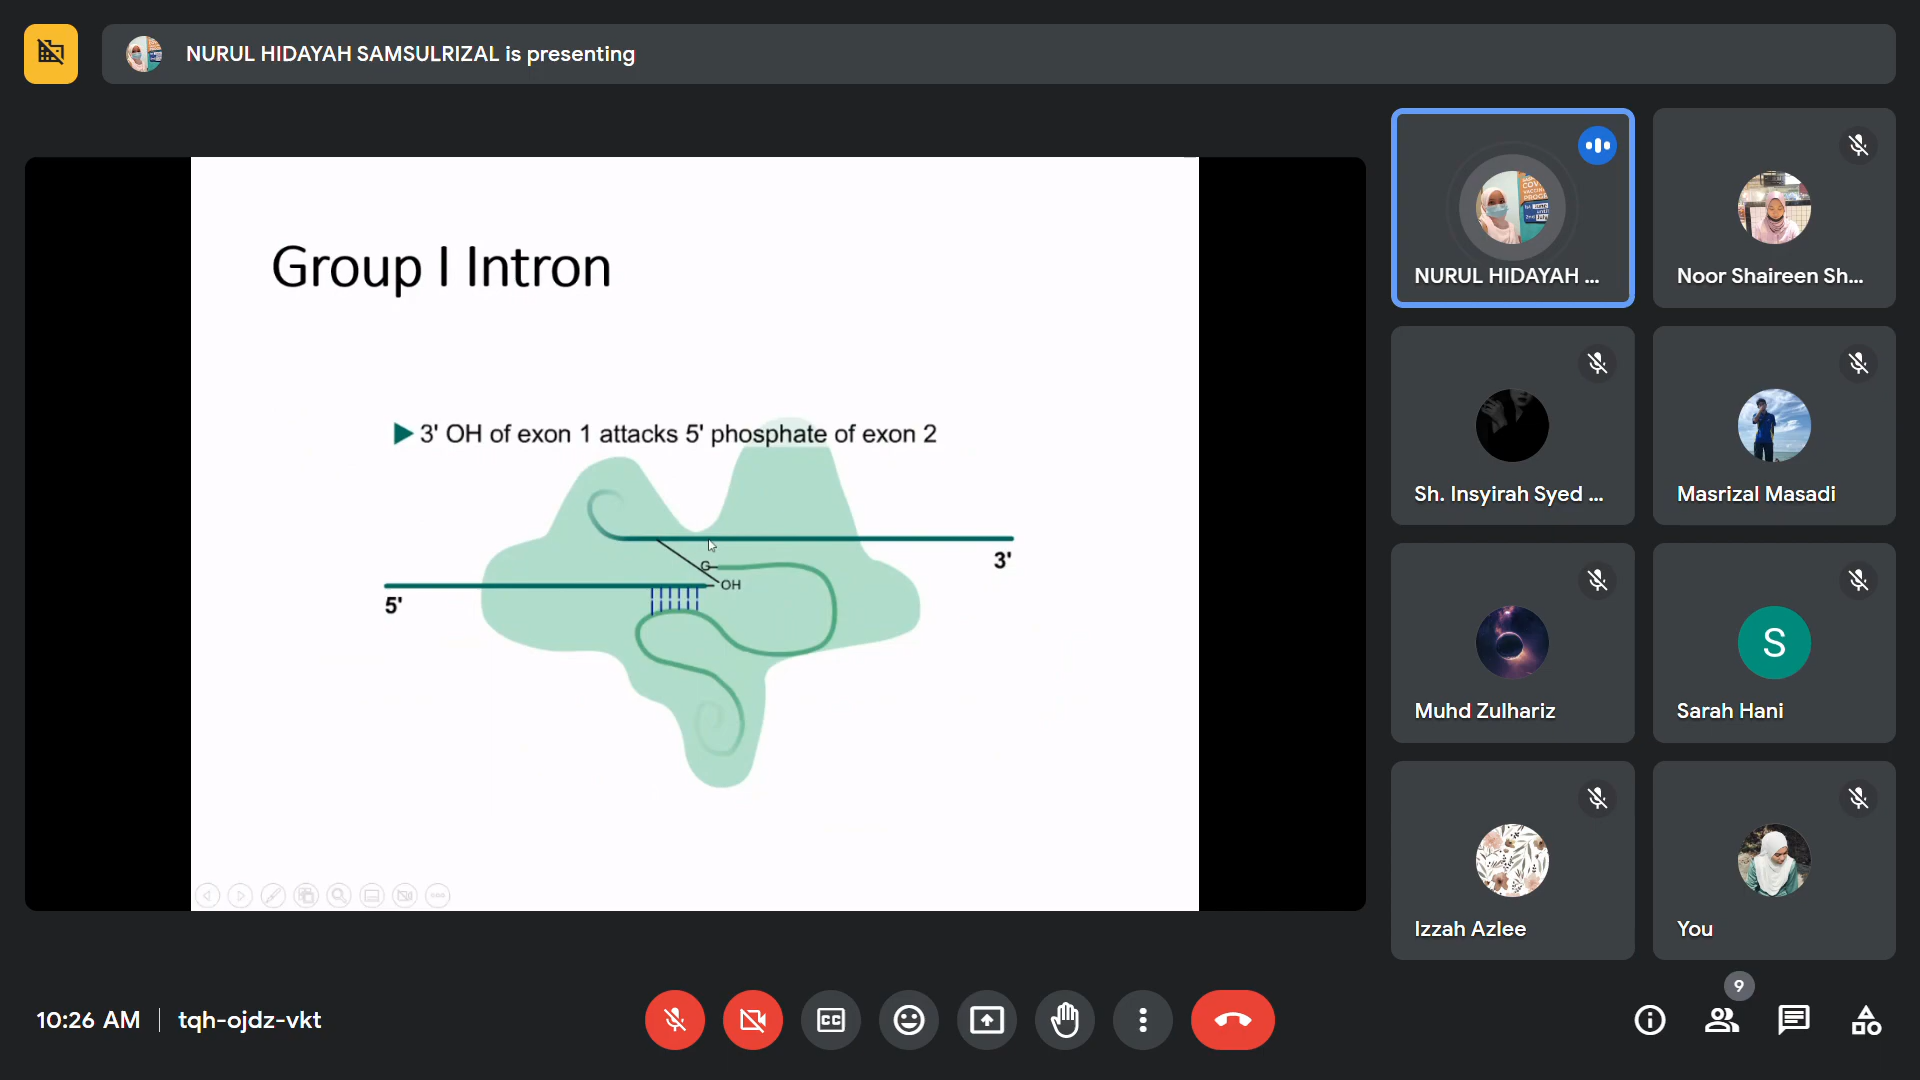 NURUL HIDAYAH SAMSULRIZAL is presenting
Group I Intron
3' OH of exon 1 attacks 5' phosphate of exon 2
3'
G
OH
5'
NURUL HIDAYAH ...
Noor Shaireen Sh...
Sh. Insyirah Syed ...
Masrizal Masadi
Muhd Zulhariz
S
Sarah Hani
Izzah Azlee
You
10:26 AM | tqh-ojdz-vkt
CC
9